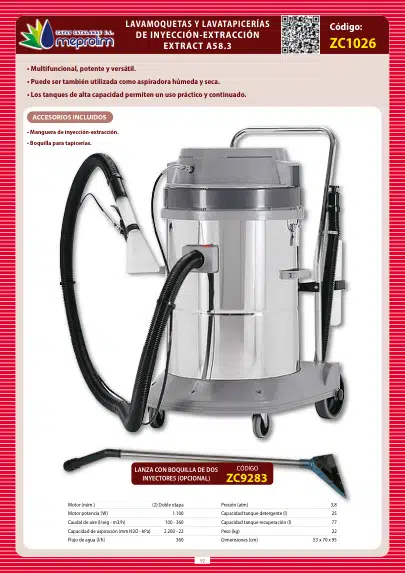 LAVAMOQUETAS Y LAVATAPICERÍAS
DE INYECCIÓN-EXTRACCIÓN
EXTRACT A58.3
Código:
ZC1026
CAPAS CATALANAS S.L.
meprolim
• Multifuncional, potente y versátil.
• Puede ser también utilizada como aspiradora húmeda y seca.
• Los tanques de alta capacidad permiten un uso práctico y continuado.
ACCESORIOS INCLUIDOS
• Manguera de inyección-extracción.
• Boquilla para tapicerías.
LANZA CON BOQUILLA DE DOS
INYECTORES (OPCIONAL)
CÓDIGO
ZC9283
Motor (núm.) (2) Doble etapa
Motor potencia (W) 1.100
Caudal de aire (l/seg - m3/h) 100 - 360
Capacidad de aspiración (mm H2O - kPa) 2.200 - 22
Flujo de agua (l/h) 360
Presión (atm) 3,8
Capacidad tanque detergente (l) 25
Capacidad tanque recuperación (l) 77
Peso (kg) 22
Dimensiones (cm) 53 x 70 x 95